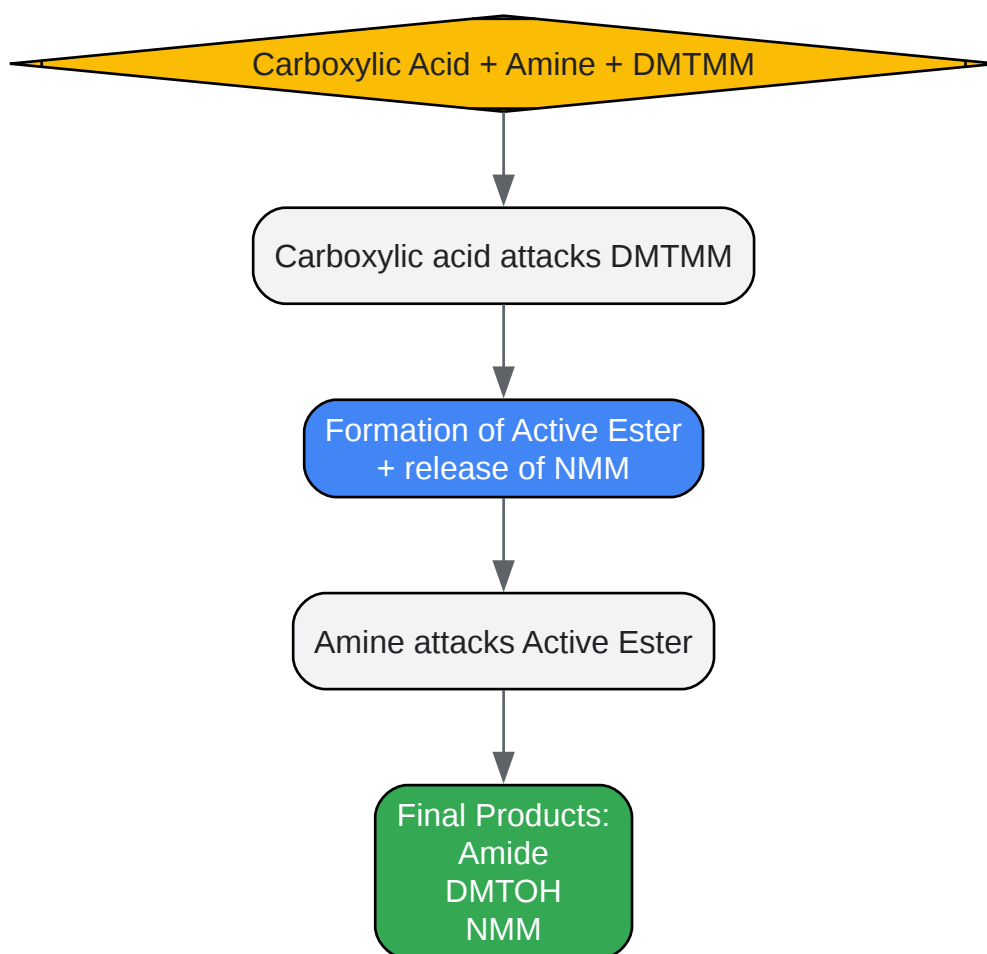 Carboxylic Acid + Amine + DMTMM
Carboxylic acid attacks DMTMM
Formation of Active Ester
+ release of NMM
Amine attacks Active Ester
Final Products:
Amide
DMTOH
NMM